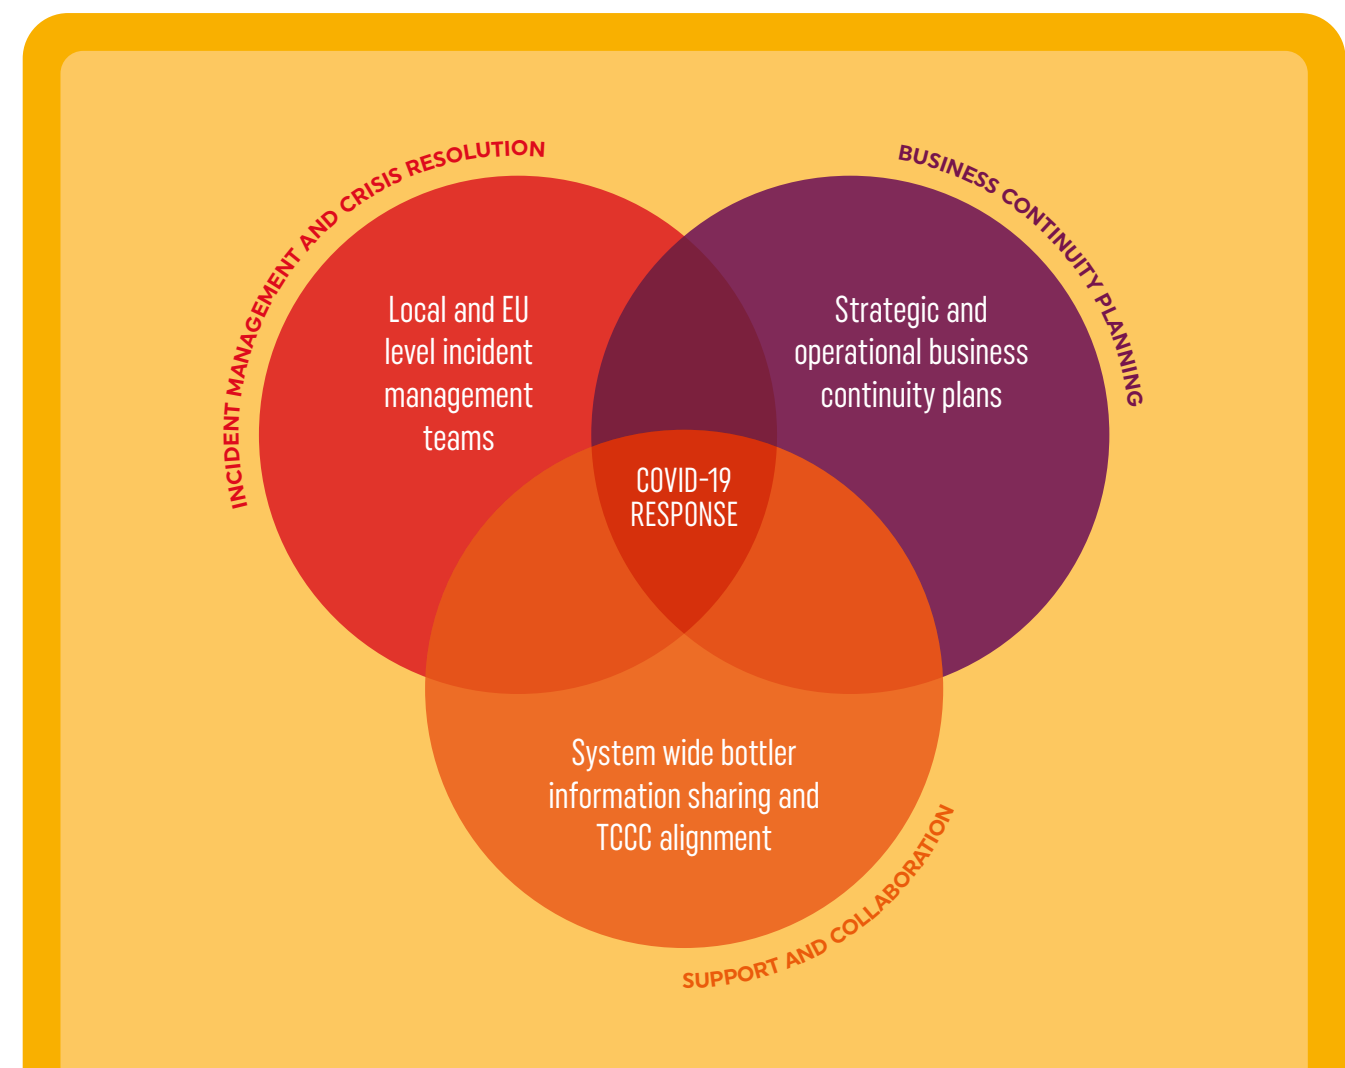 INCIDENT MANAGEMENT AND CRISIS RESOLUTION
BUSINESS CONTINUITY PLANNING
Local and EU
level incident
management
teams
Strategic and
operational business
continuity plans
COVID-19
RESPONSE
System wide bottler
information sharing and
TCCC alignment
SUPPORT AND COLLABORATION